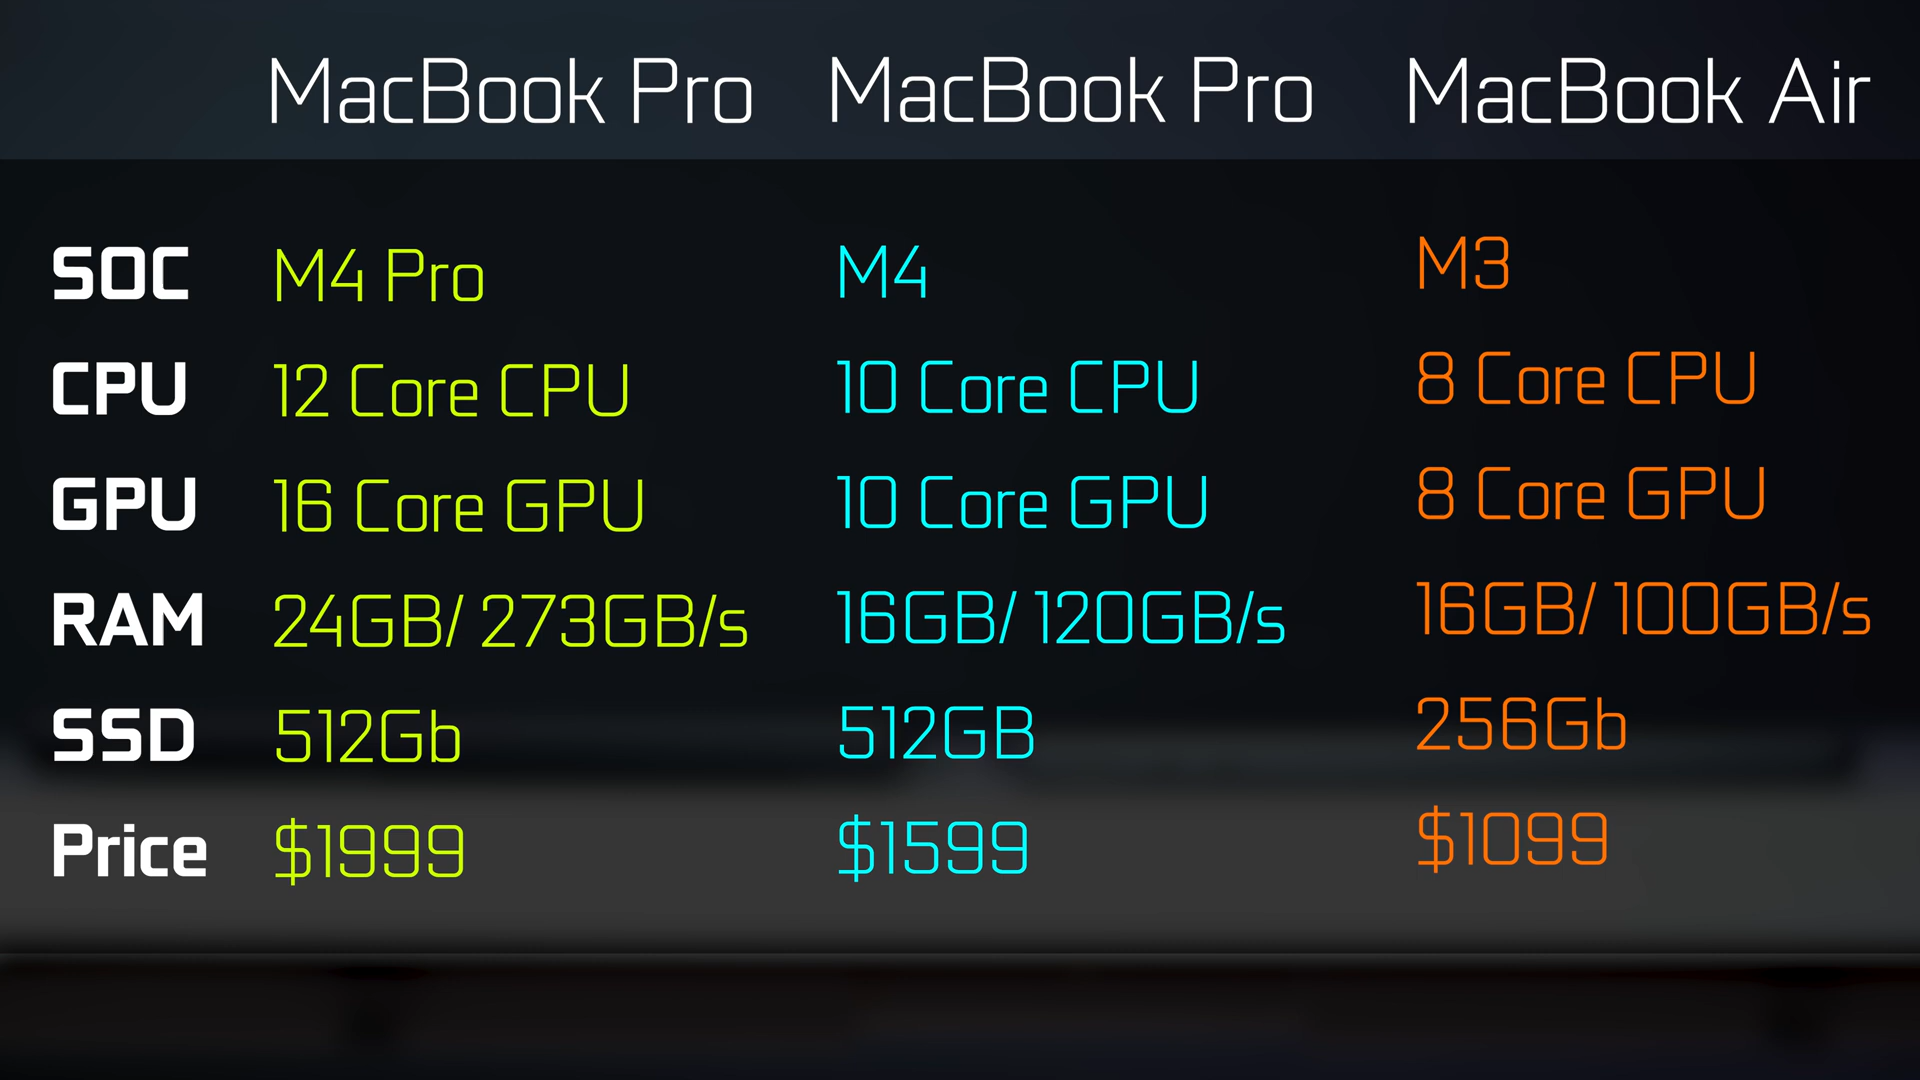 MacBook Pro MacBook Pro MacBook Air
SOC M4 Pro M4 M3
CPU 12 Core CPU 10 Core CPU 8 Core CPU
GPU 16 Core GPU 10 Core GPU 8 Core GPU
RAM 24GB/ 273GB/s 16GB/ 120GB/s 16GB/ 100GB/s
SSD 512Gb 512GB 256Gb
Price $1999 $1599 $1099